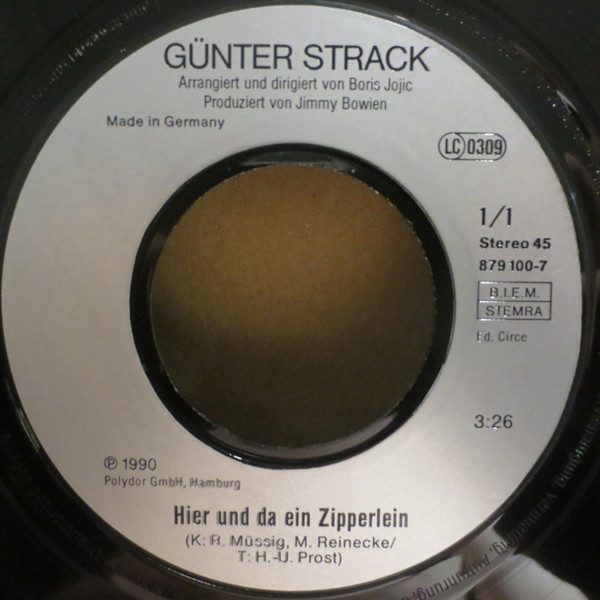 GÜNTER STRACK
Arrangiert und dirigiert von Boris Jojic
Produziert von Jimmy Bowien
Made in Germany
LC 0309
1/1
Stereo 45
879 100-7
B.I.E.M.
STEMRA
Ed. Circe
3:26
℗ 1990
Polydor GmbH, Hamburg
Hier und da ein Zipperlein
(K: R. Müssig, M. Reinecke/
T: H.-U. Prost)